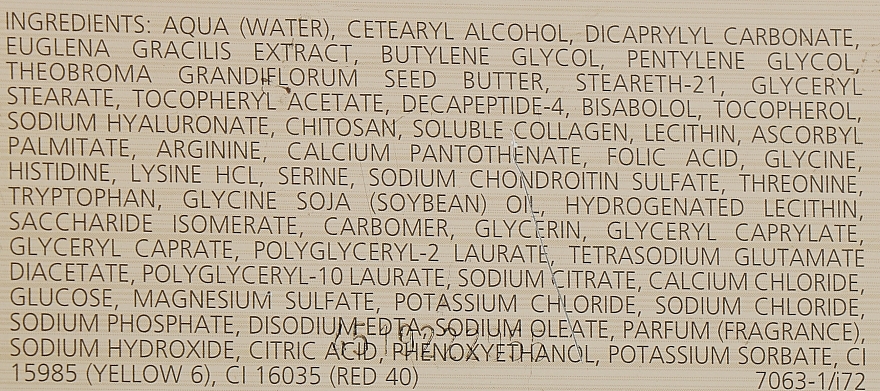 INGREDIENTS: AQUA (WATER), CETEARYL ALCOHOL, DICAPRYLYL CARBONATE,
EUGLENA GRACILIS EXTRACT, BUTYLENE GLYCOL, PENTYLENE GLYCOL,
THEOBROMA GRANDIFLORUM SEED BUTTER, STEARETH-21, GLYCERYL
STEARATE, TOCOPHERYL ACETATE, DECAPEPTIDE-4, BISABOLOL, TOCOPHEROL,
SODIUM HYALURONATE, CHITOSAN, SOLUBLE COLLAGEN, LECITHIN, ASCORBYL
PALMITATE, ARGININE, CALCIUM PANTOTHENATE, FOLIC ACID, GLYCINE,
HISTIDINE, LYSINE HCL, SERINE, SODIUM CHONDROITIN SULFATE, THREONINE,
TRYPTOPHAN, GLYCINE SOJA (SOYBEAN) OIL, HYDROGENATED LECITHIN,
SACCHARIDE ISOMERATE, CARBOMER, GLYCERIN, GLYCERYL CAPRYLATE,
GLYCERYL CAPRATE, POLYGLYCERYL-2 LAURATE, TETRASODIUM GLUTAMATE
DIACETATE, POLYGLYCERYL-10 LAURATE, SODIUM CITRATE, CALCIUM CHLORIDE,
GLUCOSE, MAGNESIUM SULFATE, POTASSIUM CHLORIDE, SODIUM CHLORIDE,
SODIUM PHOSPHATE, DISODIUM EDTA, SODIUM OLEATE, PARFUM (FRAGRANCE),
SODIUM HYDROXIDE, CITRIC ACID, PHENOXYETHANOL, POTASSIUM SORBATE, CI
15985 (YELLOW 6), CI 16035 (RED 40) 7063-1/i72